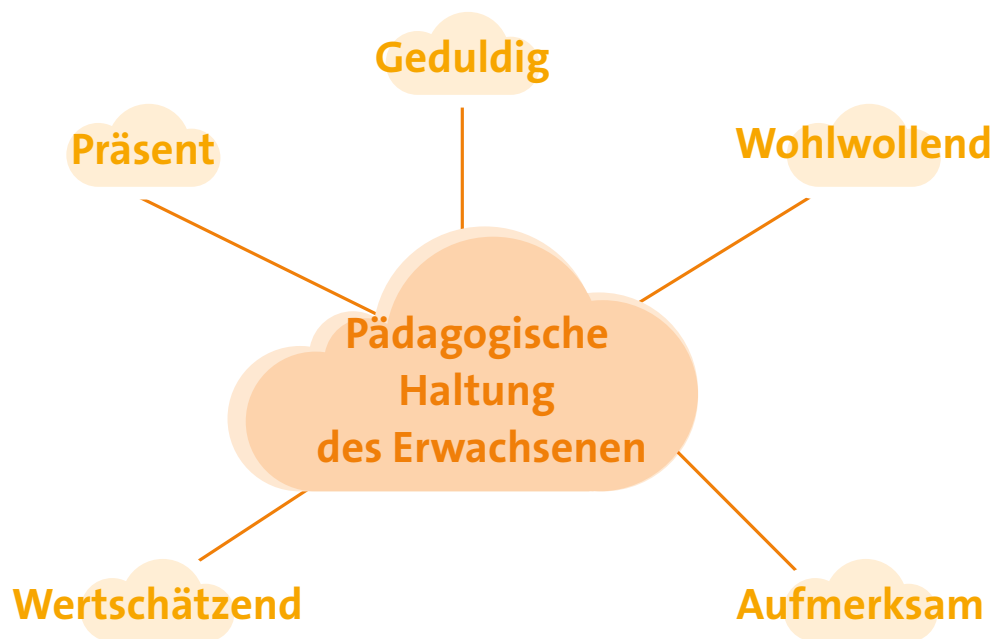 Geduldig
Präsent
Wohlwollend
Pädagogische
Haltung
des Erwachsenen
Wertschätzend
Aufmerksam